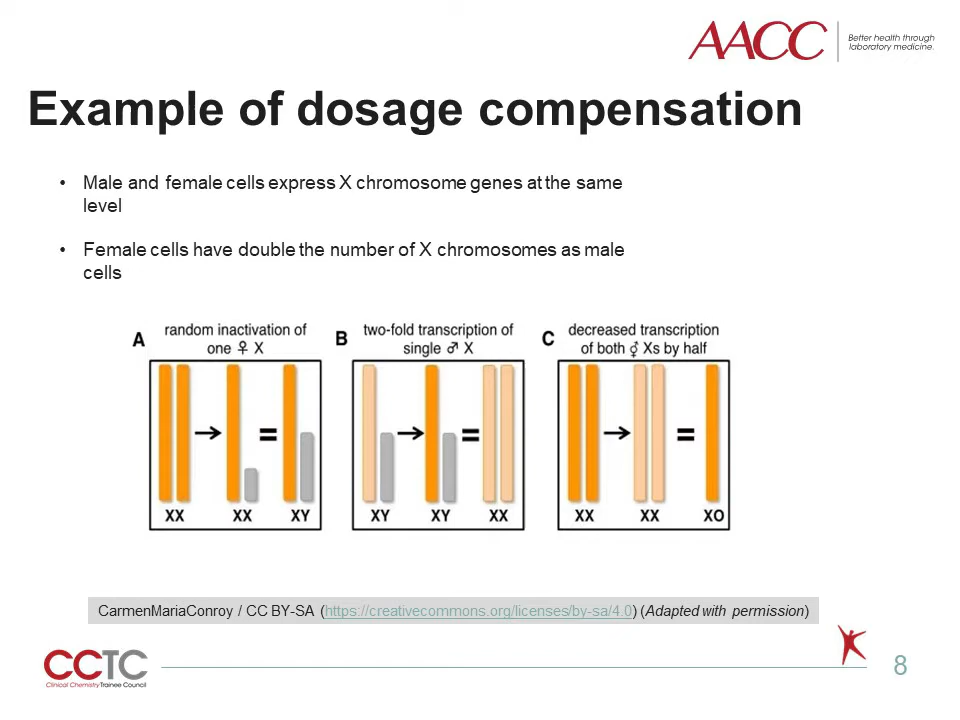 AACC
Better health through
laboratory medicine.
Example of dosage compensation
• Male and female cells express X chromosome genes at the same
level
• Female cells have double the number of X chromosomes as male
cells
A random inactivation of
one ♀ X
B two-fold transcription of
single ♂ X
C decreased transcription
of both ⚥ Xs by half
→ =
XX XX XY
→ =
XY XY XX
→ =
XX XX XO
CarmenMariaConroy / CC BY-SA (https://creativecommons.org/licenses/by-sa/4.0) (Adapted with permission)
CCTC
Clinical Chemistry Trainee Council
8